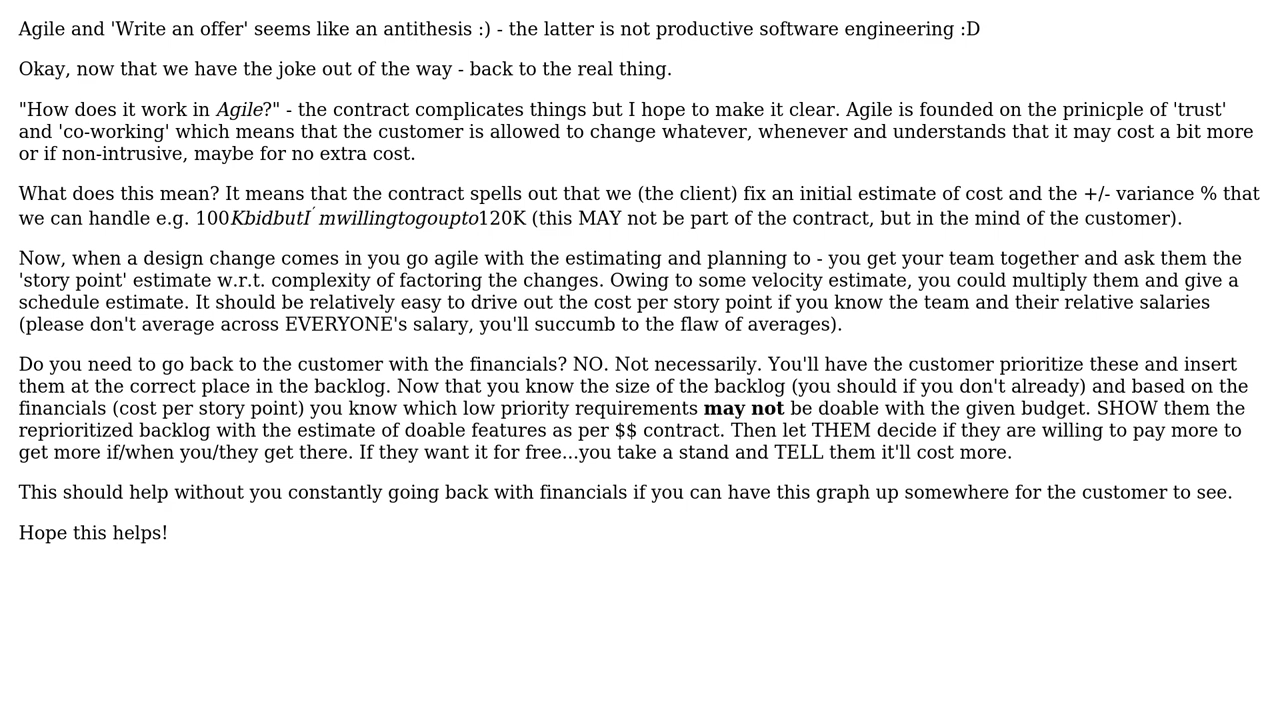 Agile and 'Write an offer' seems like an antithesis :) - the latter is not productive software engineering :D
Okay, now that we have the joke out of the way - back to the real thing.
"How does it work in Agile?" - the contract complicates things but I hope to make it clear. Agile is founded on the prinicple of 'trust'
and 'co-working' which means that the customer is allowed to change whatever, whenever and understands that it may cost a bit more
or if non-intrusive, maybe for no extra cost.
What does this mean? It means that the contract spells out that we (the client) fix an initial estimate of cost and the +/- variance % that
we can handle e.g. 100KbidbutI′mwillingtogoupto120K (this MAY not be part of the contract, but in the mind of the customer).
Now, when a design change comes in you go agile with the estimating and planning to - you get your team together and ask them the
'story point' estimate w.r.t. complexity of factoring the changes. Owing to some velocity estimate, you could multiply them and give a
schedule estimate. It should be relatively easy to drive out the cost per story point if you know the team and their relative salaries
(please don't average across EVERYONE's salary, you'll succumb to the flaw of averages).
Do you need to go back to the customer with the financials? NO. Not necessarily. You'll have the customer prioritize these and insert
them at the correct place in the backlog. Now that you know the size of the backlog (you should if you don't already) and based on the
financials (cost per story point) you know which low priority requirements may not be doable with the given budget. SHOW them the
reprioritized backlog with the estimate of doable features as per $$ contract. Then let THEM decide if they are willing to pay more to
get more if/when you/they get there. If they want it for free...you take a stand and TELL them it'll cost more.
This should help without you constantly going back with financials if you can have this graph up somewhere for the customer to see.
Hope this helps!